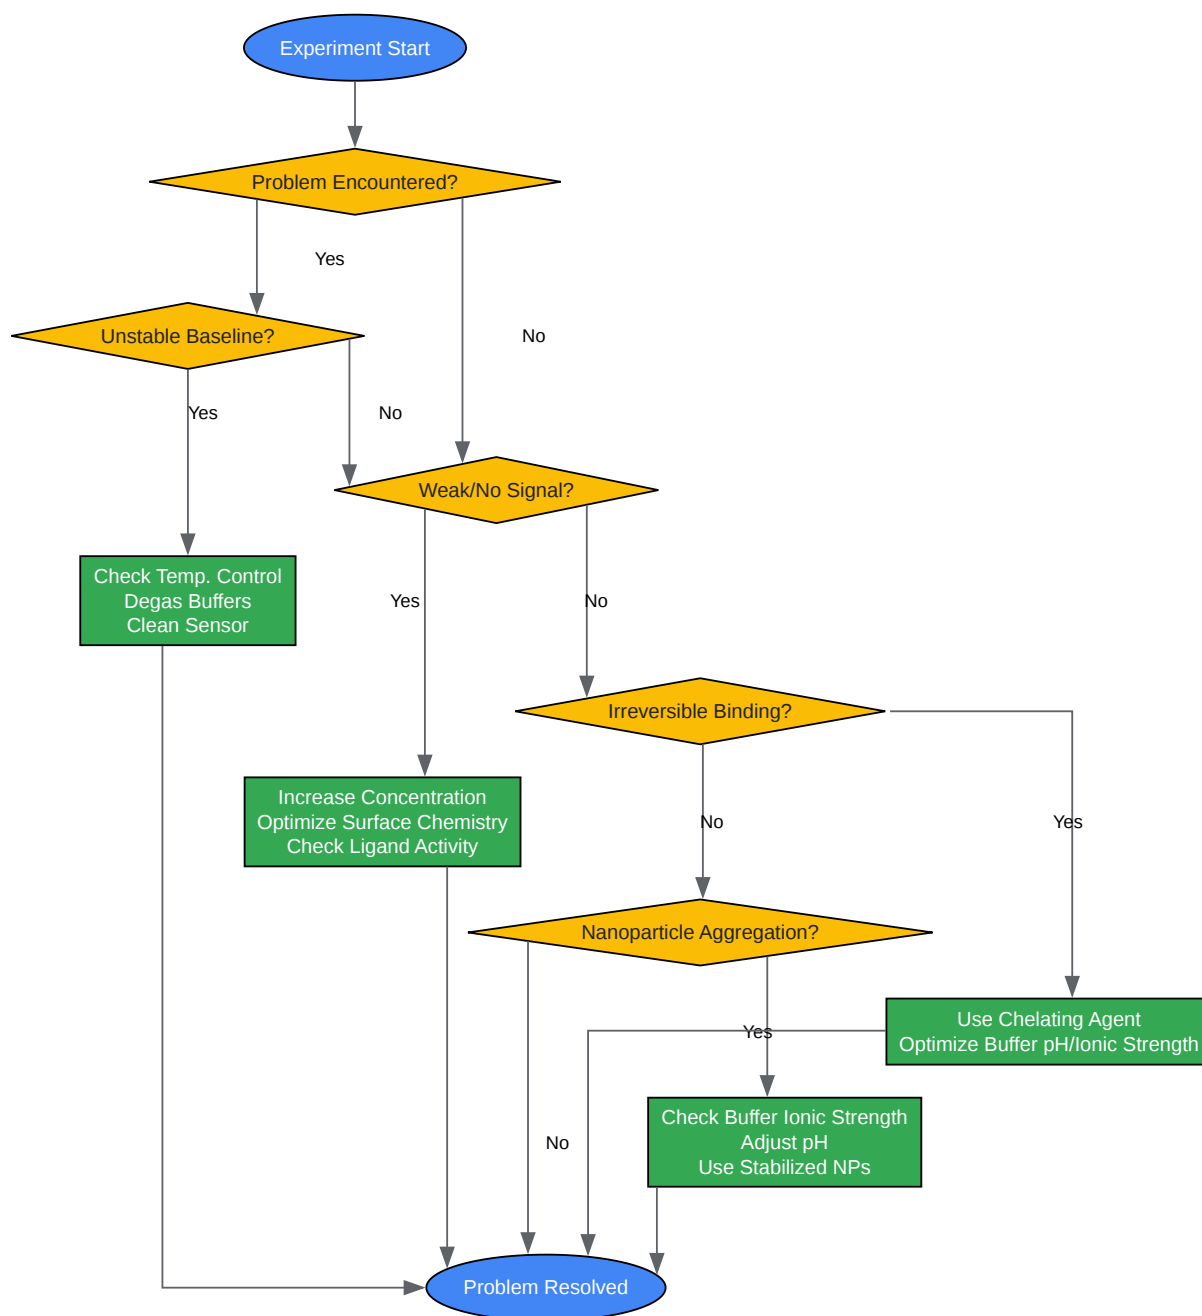 Experiment Start
Problem Encountered?
Yes
No
Unstable Baseline?
Yes
No
Weak/No Signal?
Check Temp. Control
Degas Buffers
Clean Sensor
Yes
No
Irreversible Binding?
Increase Concentration
Optimize Surface Chemistry
Check Ligand Activity
No
Yes
Nanoparticle Aggregation?
Use Chelating Agent
Optimize Buffer pH/Ionic Strength
Yes
Check Buffer Ionic Strength
Adjust pH
Use Stabilized NPs
No
Problem Resolved